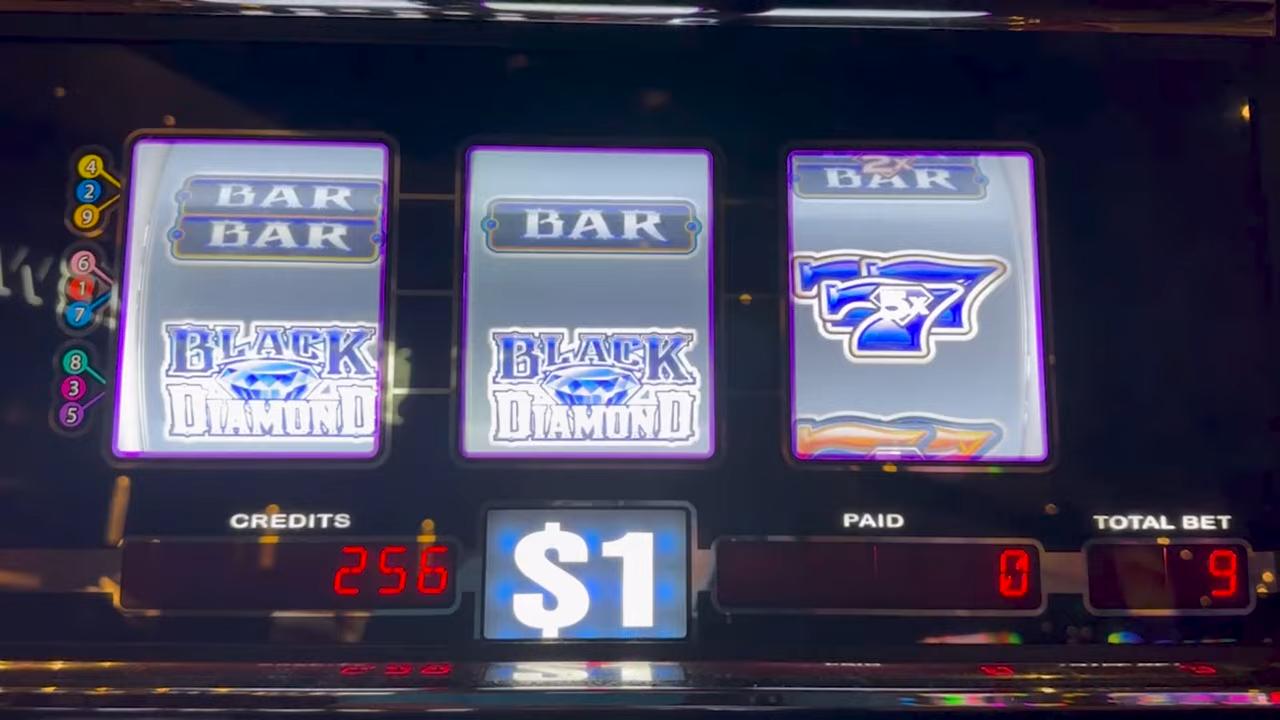 4
2
9
6
1
7
8
3
5
BAR
BAR
BLACK
DIAMOND
BAR
BLACK
DIAMOND
2x
BAR
777
5x
CREDITS
256
$1
PAID
0
TOTAL BET
9